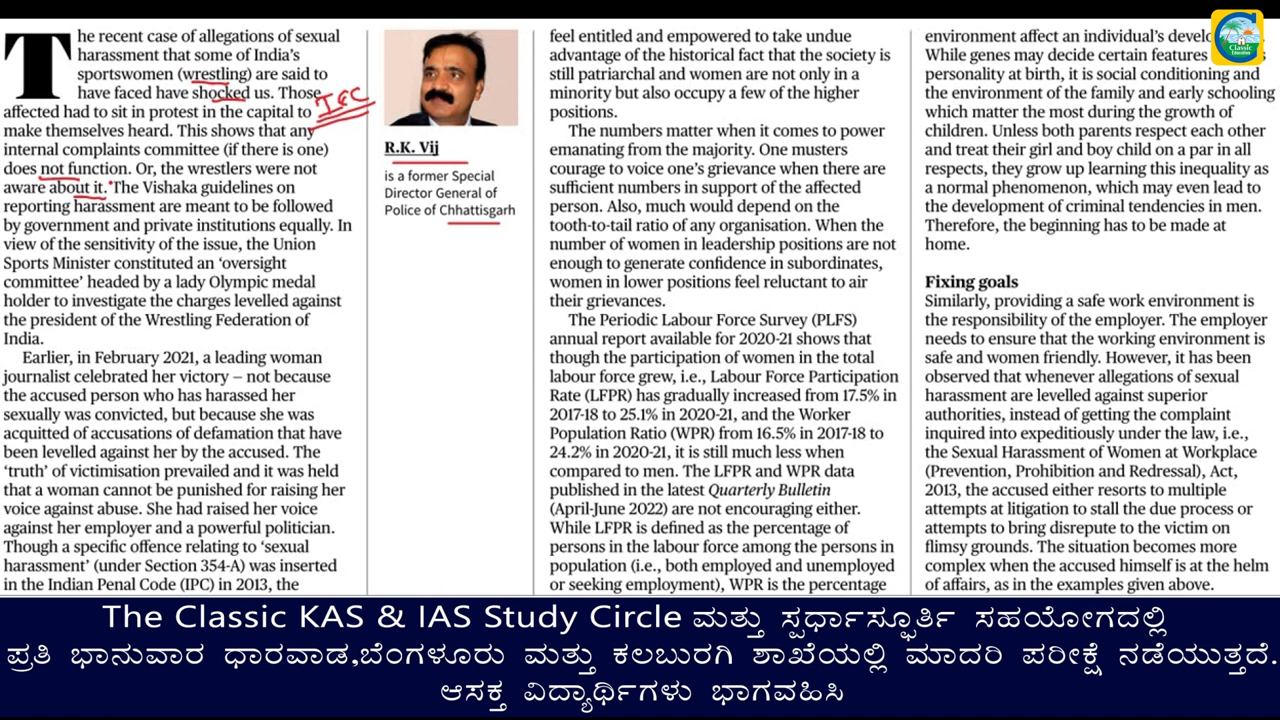 The recent case of allegations of sexual
harassment that some of India's
sportswomen (wrestling) are said to
have faced have shocked us. Those
affected had to sit in protest in the capital to
make themselves heard. This shows that any
internal complaints committee (if there is one)
does not function. Or, the wrestlers were not
aware about it. The Vishaka guidelines on
reporting harassment are meant to be followed
by government and private institutions equally. In
view of the sensitivity of the issue, the Union
Sports Minister constituted an 'oversight
committee' headed by a lady Olympic medal
holder to investigate the charges levelled against
the president of the Wrestling Federation of
India.
Earlier, in February 2021, a leading woman
journalist celebrated her victory – not because
the accused person who has harassed her
sexually was convicted, but because she was
acquitted of accusations of defamation that have
been levelled against her by the accused. The
'truth' of victimisation prevailed and it was held
that a woman cannot be punished for raising her
voice against abuse. She had raised her voice
against her employer and a powerful politician.
Though a specific offence relating to 'sexual
harassment' (under Section 354-A) was inserted
in the Indian Penal Code (IPC) in 2013, the
R.K. Vij
is a former Special
Director General of
Police of Chhattisgarh
feel entitled and empowered to take undue
advantage of the historical fact that the society is
still patriarchal and women are not only in a
minority but also occupy a few of the higher
positions.
The numbers matter when it comes to power
emanating from the majority. One musters
courage to voice one's grievance when there are
sufficient numbers in support of the affected
person. Also, much would depend on the
tooth-to-tail ratio of any organisation. When the
number of women in leadership positions are not
enough to generate confidence in subordinates,
women in lower positions feel reluctant to air
their grievances.
The Periodic Labour Force Survey (PLFS)
annual report available for 2020-21 shows that
though the participation of women in the total
labour force grew, i.e., Labour Force Participation
Rate (LFPR) has gradually increased from 17.5% in
2017-18 to 25.1% in 2020-21, and the Worker
Population Ratio (WPR) from 16.5% in 2017-18 to
24.2% in 2020-21, it is still much less when
compared to men. The LFPR and WPR data
published in the latest Quarterly Bulletin
(April-June 2022) are not encouraging either.
While LFPR is defined as the percentage of
persons in the labour force among the persons in
population (i.e., both employed and unemployed
or seeking employment), WPR is the percentage
environment affect an individual's
While genes may decide certain features
personality at birth, it is social conditioning and
the environment of the family and early schooling
which matter the most during the growth of
children. Unless both parents respect each other
and treat their girl and boy child on a par in all
respects, they grow up learning this inequality as
a normal phenomenon, which may even lead to
the development of criminal tendencies in men.
Therefore, the beginning has to be made at
home.
Fixing goals
Similarly, providing a safe work environment is
the responsibility of the employer. The employer
needs to ensure that the working environment is
safe and women friendly. However, it has been
observed that whenever allegations of sexual
harassment are levelled against superior
authorities, instead of getting the complaint
inquired into expeditiously under the law, i.e.,
the Sexual Harassment of Women at Workplace
(Prevention, Prohibition and Redressal), Act,
2013, the accused either resorts to multiple
attempts at litigation to stall the due process or
attempts to bring disrepute to the victim on
flimsy grounds. The situation becomes more
complex when the accused himself is at the helm
of affairs, as in the examples given above.
Classic
The Classic KAS & IAS Study Circle ಮತ್ತು ಸ್ಪರ್ಧಾಸ್ಫೂರ್ತಿ ಸಹಯೋಗದಲ್ಲಿ
ಪ್ರತಿ ಭಾನುವಾರ ಧಾರವಾಡ,ಬೆಂಗಳೂರು ಮತ್ತು ಕಲಬುರಗಿ ಶಾಖೆಯಲ್ಲಿ ಮಾದರಿ ಪರೀಕ್ಷೆ ನಡೆಯುತ್ತದೆ.
ಆಸಕ್ತ ವಿದ್ಯಾರ್ಥಿಗಳು ಭಾಗವಹಿಸಿ